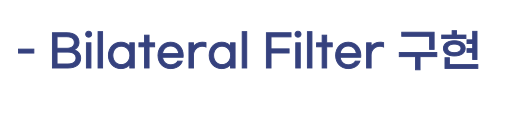 - Bilateral Filter 구현